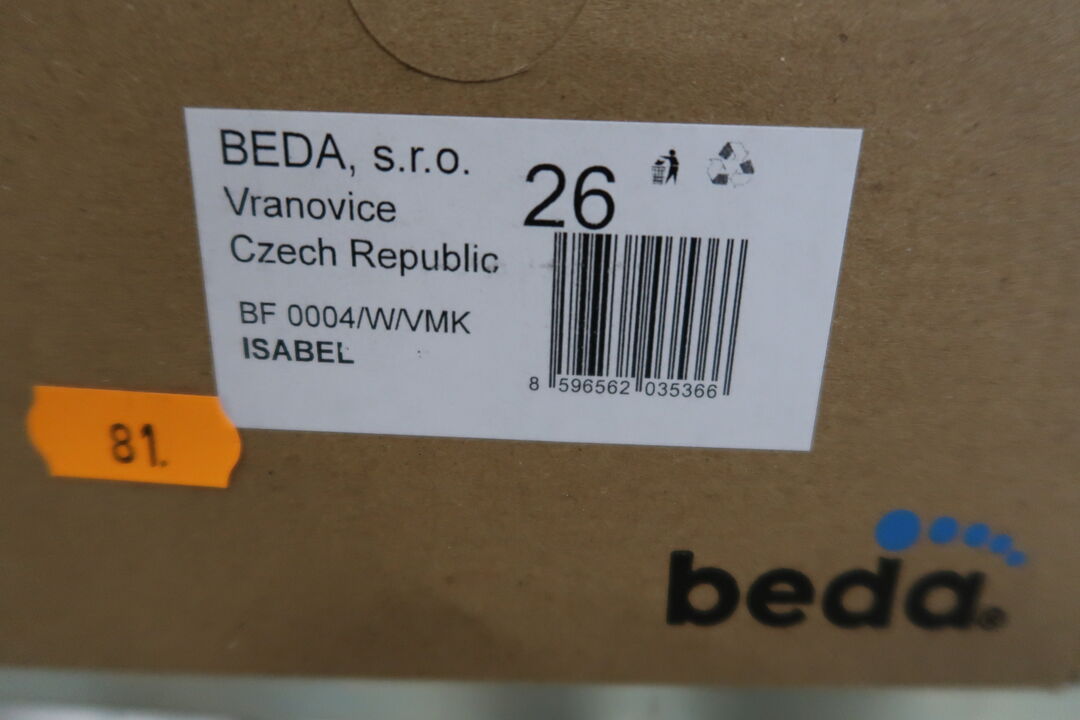 BEDA, s.r.o.
Vranovice
Czech Republic
26
BF 0004/W/VMK
ISABEL
8 596562 035366
81.
beda®